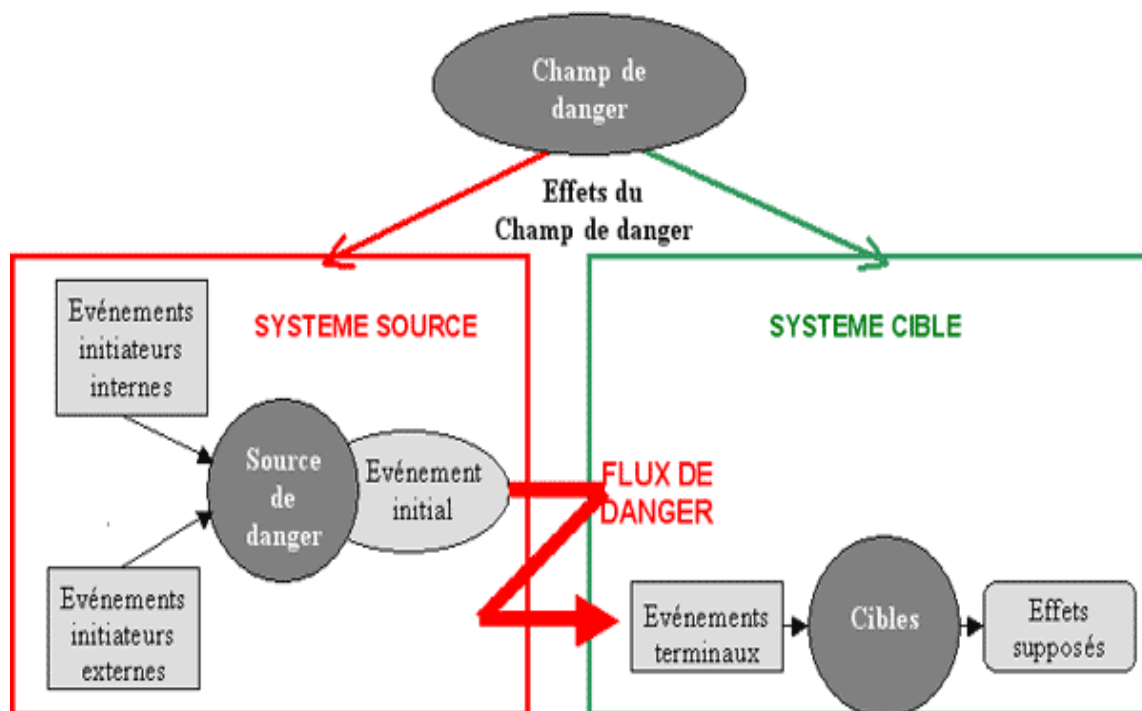 Champ de
danger
Effets du
Champ de danger
SYSTEME SOURCE
Evénements
initiateurs
internes
Source
de
danger
Evénement
initial
Evénements
initiateurs
externes
FLUX DE
DANGER
SYSTEME CIBLE
Evénements
terminaux
Cibles
Effets
supposés